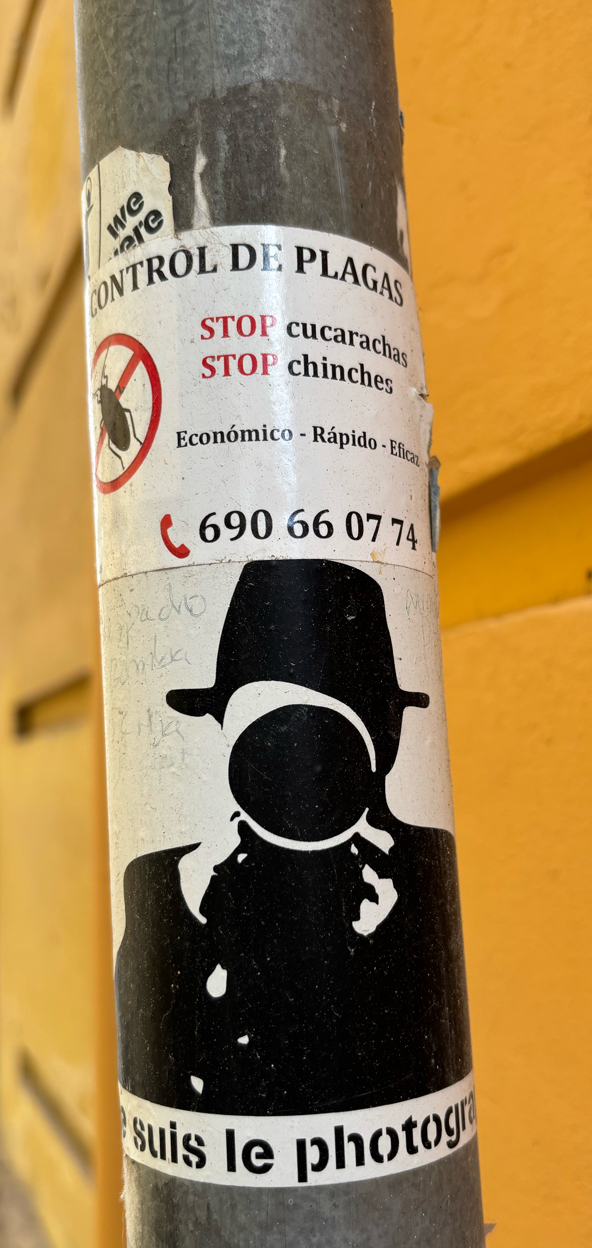 we
CONTROL DE PLAGAS
STOP cucarachas
STOP chinches
Económico - Rápido - Eficaz
690 66 07 74
suis le photogra